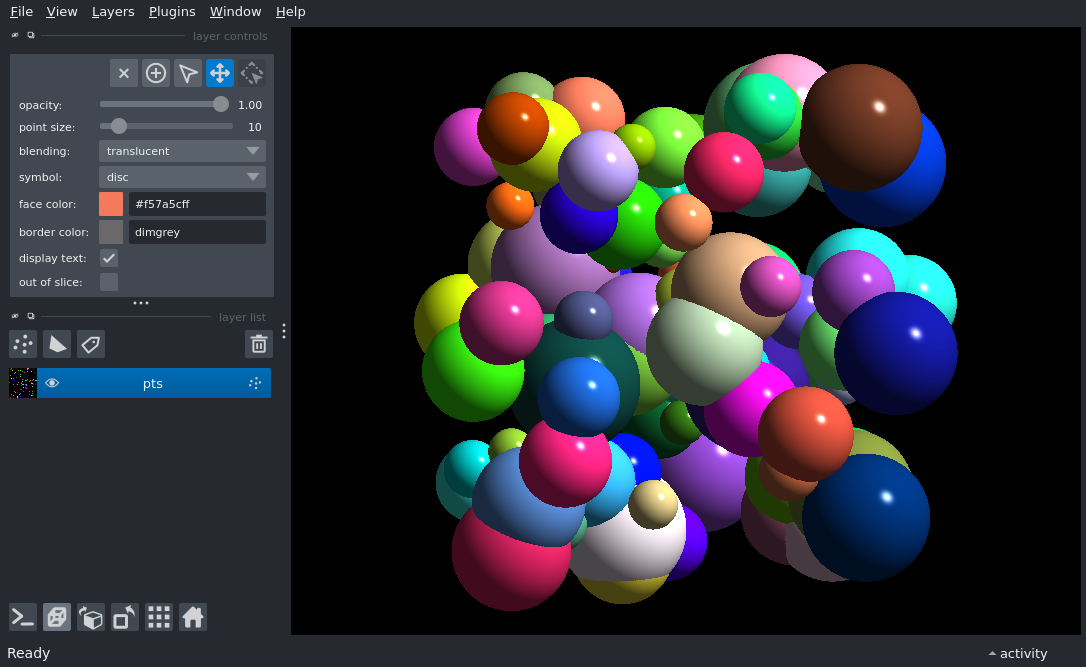 File View Layers Plugins Window Help
layer controls
opacity: 1.00
point size: 10
blending: translucent
symbol: disc
face color: #f57a5cff
border color: dimgrey
display text:
out of slice:
layer list
pts
Ready
activity